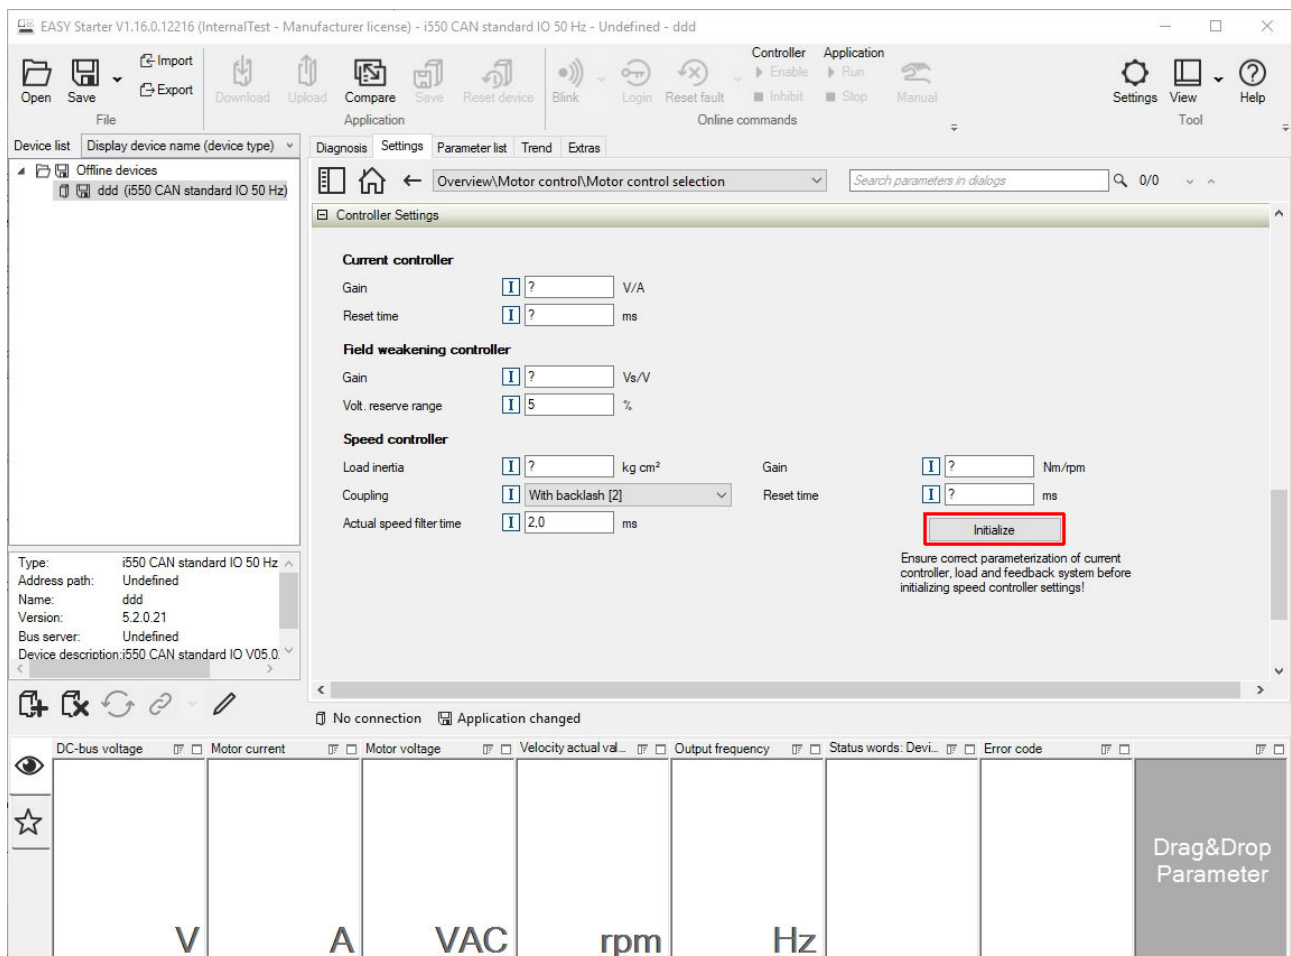 EASY Starter V1.16.0.12216 (InternalTest - Manufacturer license) - i550 CAN standard IO 50 Hz - Undefined - ddd
Open
Save
Import
Export
File
Download
Upload
Compare
Save
Reset device
Application
Blink
Login
Reset fault
Controller
Enable
Inhibit
Application
Run
Stop
Manual
Online commands
Settings
View
Help
Tool
Device list
Display device name (device type)
Offline devices
ddd (i550 CAN standard IO 50 Hz)
Diagnosis Settings Parameter list Trend Extras
Overview\Motor control\Motor control selection
Search parameters in dialogs
0/0
Controller Settings
Current controller
Gain I ? V/A
Reset time I ? ms
Field weakening controller
Gain I ? Vs/V
Volt. reserve range I 5 %
Speed controller
Load inertia I ? kg cm² Gain I ? Nm/rpm
Coupling I With backlash [2] Reset time I ? ms
Actual speed filter time I 2,0 ms
Initialize
Ensure correct parameterization of current
controller, load and feedback system before
initializing speed controller settings!
Type: i550 CAN standard IO 50 Hz
Address path: Undefined
Name: ddd
Version: 5.2.0.21
Bus server: Undefined
Device description:i550 CAN standard IO V05.0
No connection Application changed
DC-bus voltage
Motor current
Motor voltage
Velocity actual val...
Output frequency
Status words: Devi...
Error code
Drag&Drop
Parameter
V
A
VAC
rpm
Hz